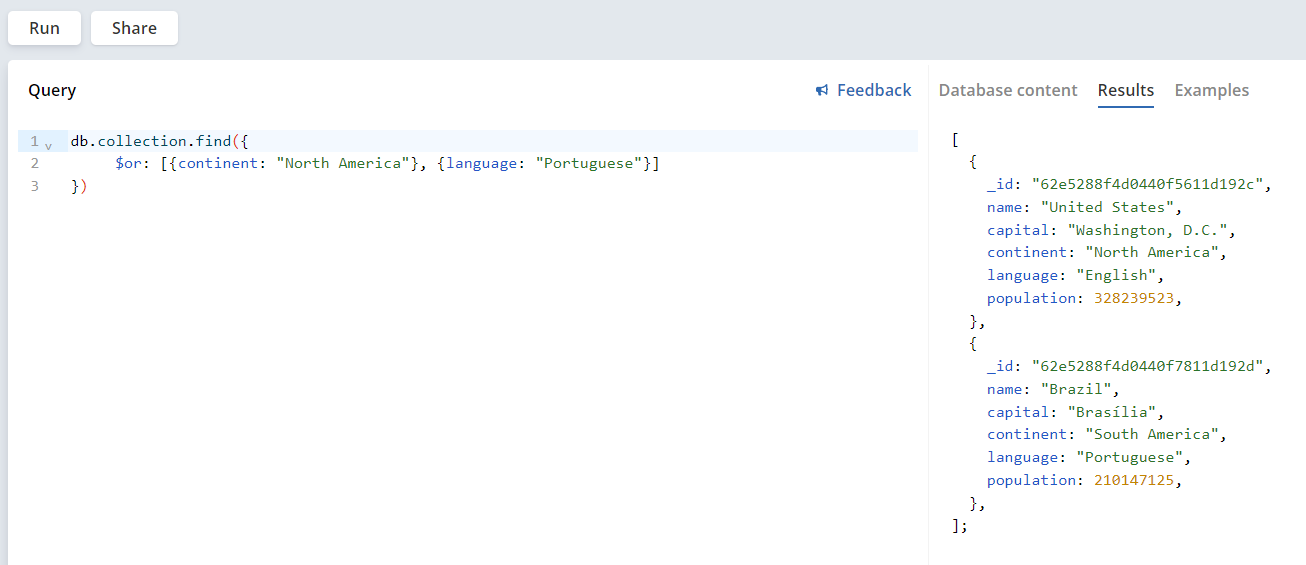 Run Share
Query Feedback
1 db.collection.find({
2 $or: [{continent: "North America"}, {language: "Portuguese"}]
3 })
Database content Results Examples
[
{
_id: "62e5288f4d0440f5611d192c",
name: "United States",
capital: "Washington, D.C.",
continent: "North America",
language: "English",
population: 328239523,
},
{
_id: "62e5288f4d0440f7811d192d",
name: "Brazil",
capital: "Brasília",
continent: "South America",
language: "Portuguese",
population: 210147125,
},
];